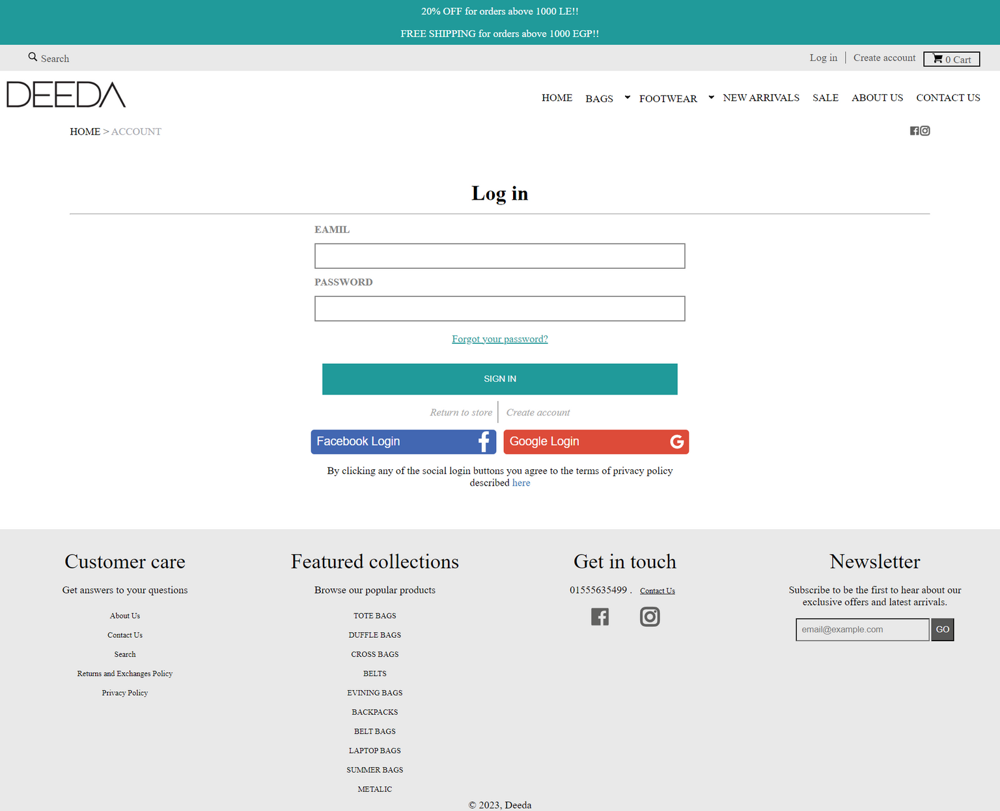 20% OFF for orders above 1000 LE!!
FREE SHIPPING for orders above 1000 EGP!!
Search
Log in
Create account
0 Cart
DEEDA
HOME
BAGS
FOOTWEAR
NEW ARRIVALS
SALE
ABOUT US
CONTACT US
HOME > ACCOUNT
Log in
EAMIL
PASSWORD
Forgot your password?
SIGN IN
Return to store
Create account
Facebook Login
Google Login
By clicking any of the social login buttons you agree to the terms of privacy policy
described here
Customer care
Get answers to your questions
About Us
Contact Us
Search
Returns and Exchanges Policy
Privacy Policy
Featured collections
Browse our popular products
TOTE BAGS
DUFFLE BAGS
CROSS BAGS
BELTS
EVINING BAGS
BACKPACKS
BELT BAGS
LAPTOP BAGS
SUMMER BAGS
METALIC
Get in touch
01555635499 . Contact Us
Newsletter
Subscribe to be the first to hear about our
exclusive offers and latest arrivals.
email@example.com
GO
© 2023, Deeda